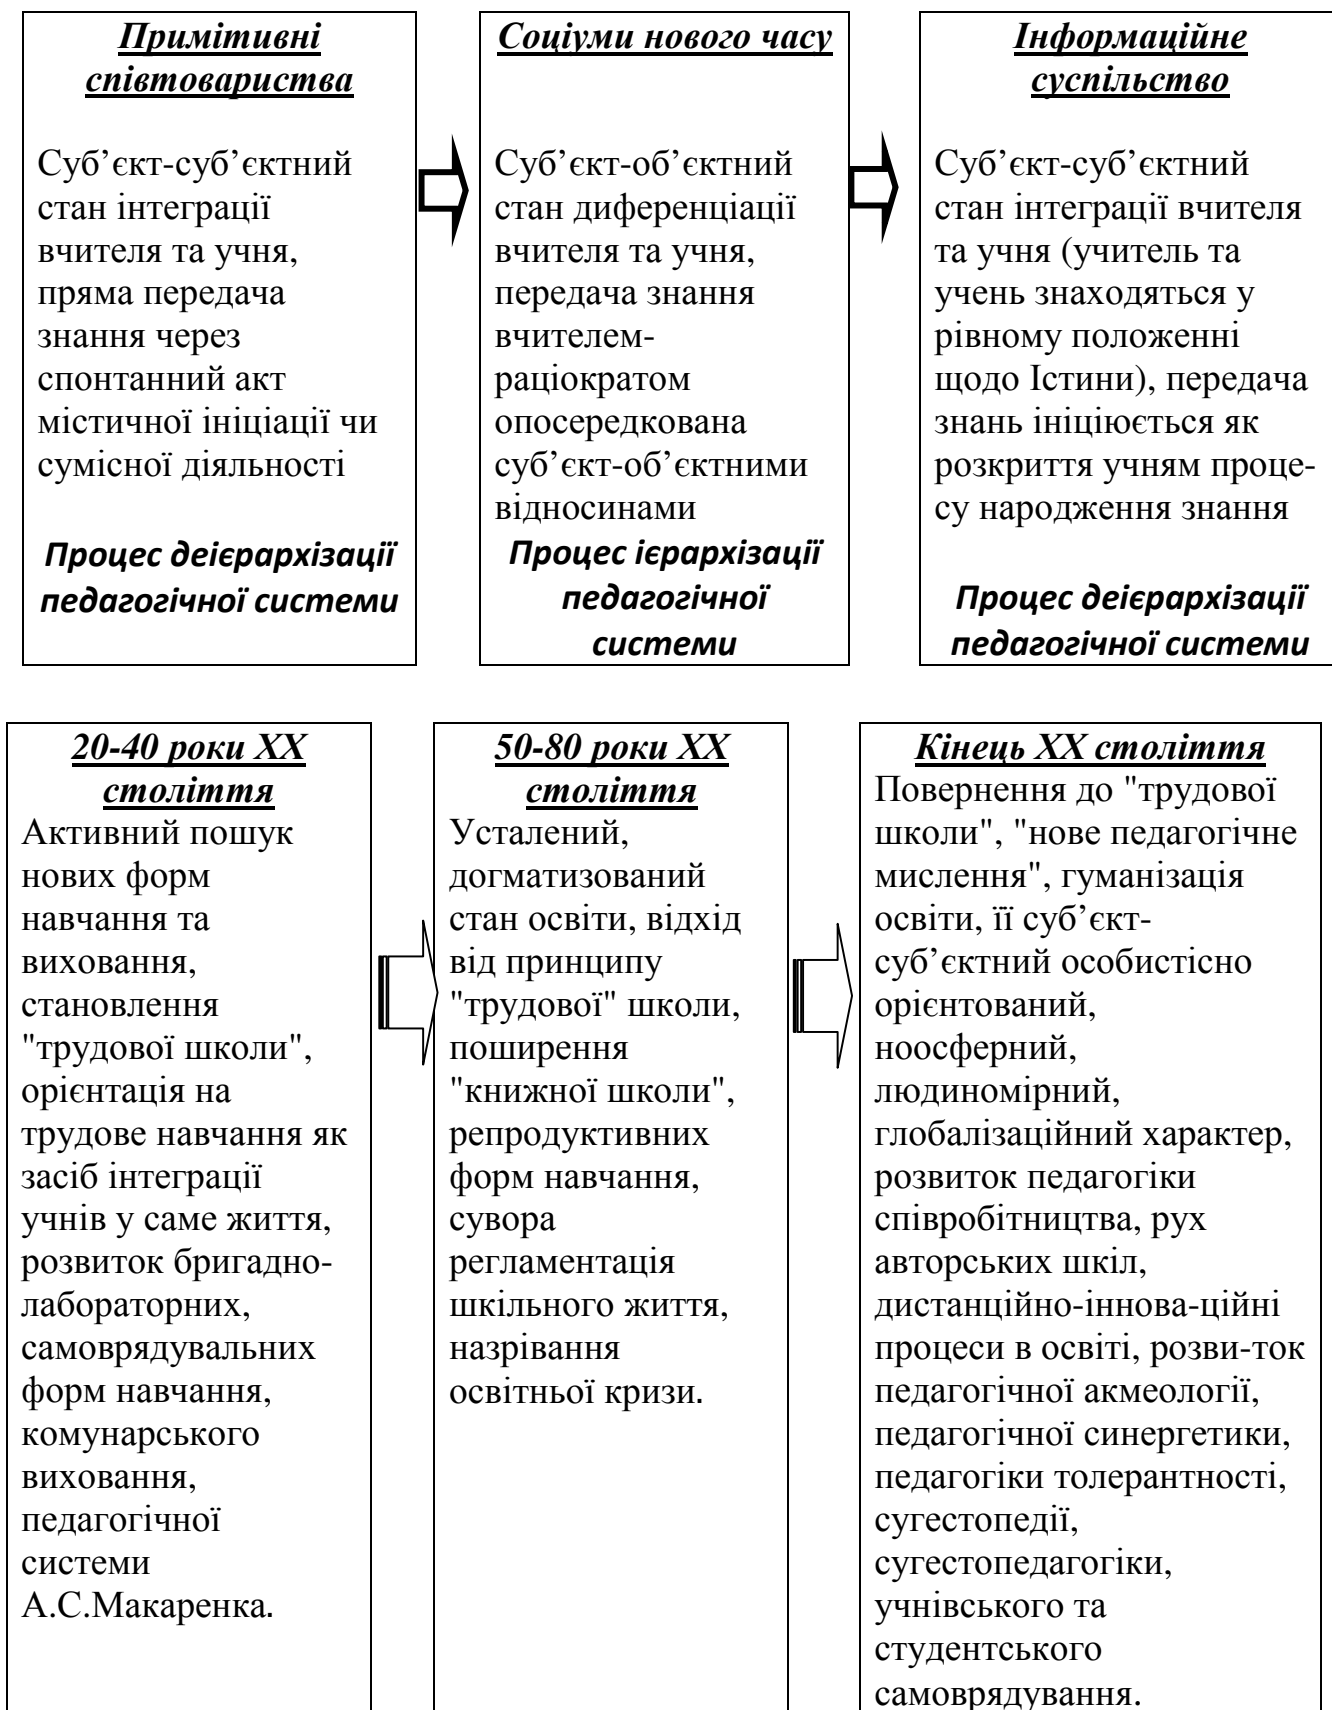 Примітивні
співтовариства
Суб’єкт-суб’єктний
стан інтеграції
вчителя та учня,
пряма передача
знання через
спонтанний акт
містичної ініціації чи
сумісної діяльності
Процес деієрархізації
педагогічної системи
Соціуми нового часу
Суб’єкт-об’єктний
стан диференціації
вчителя та учня,
передача знання
вчителем-
раціократом
опосередкована
суб’єкт-об’єктними
відносинами
Процес ієрархізації
педагогічної
системи
Інформаційне
суспільство
Суб’єкт-суб’єктний
стан інтеграції вчителя
та учня (учитель та
учень знаходяться у
рівному положенні
щодо Істини), передача
знань ініціюється як
розкриття учням проце-
су народження знання
Процес деієрархізації
педагогічної системи
20-40 роки ХХ
століття
Активний пошук
нових форм
навчання та
виховання,
становлення
"трудової школи",
орієнтація на
трудове навчання як
засіб інтеграції
учнів у саме життя,
розвиток бригадно-
лабораторних,
самоврядувальних
форм навчання,
комунарського
виховання,
педагогічної
системи
А.С.Макаренка.
50-80 роки ХХ
століття
Усталений,
догматизований
стан освіти, відхід
від принципу
"трудової" школи,
поширення
"книжної школи",
репродуктивних
форм навчання,
сувора
регламентація
шкільного життя,
назрівання
освітньої кризи.
Кінець ХХ століття
Повернення до "трудової
школи", "нове педагогічне
мислення", гуманізація
освіти, її суб’єкт-
суб’єктний особистісно
орієнтований,
ноосферний,
людиномірний,
глобалізаційний характер,
розвиток педагогіки
співробітництва, рух
авторських шкіл,
дистанційно-іннова-ційні
процеси в освіті, розви-ток
педагогічної акмеології,
педагогічної синергетики,
педагогіки толерантності,
сугестопедії,
сугестопедагогіки,
учнівського та
студентського
самоврядування.